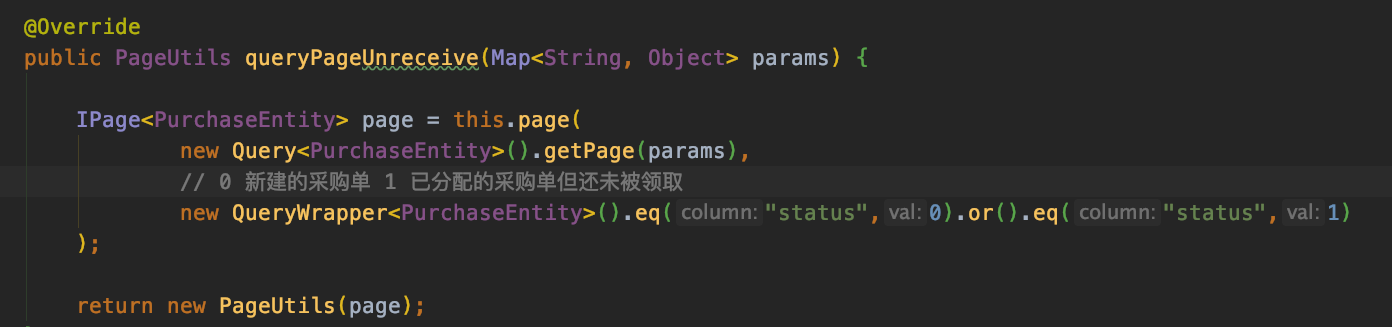 @Override
public PageUtils queryPageUnreceive(Map<String, Object> params) {
IPage<PurchaseEntity> page = this.page(
new Query<PurchaseEntity>().getPage(params),
// 0 新建的采购单 1 已分配的采购单但还未被领取
new QueryWrapper<PurchaseEntity>().eq( column: "status", val: 0).or().eq( column: "status", val: 1)
);
return new PageUtils(page);